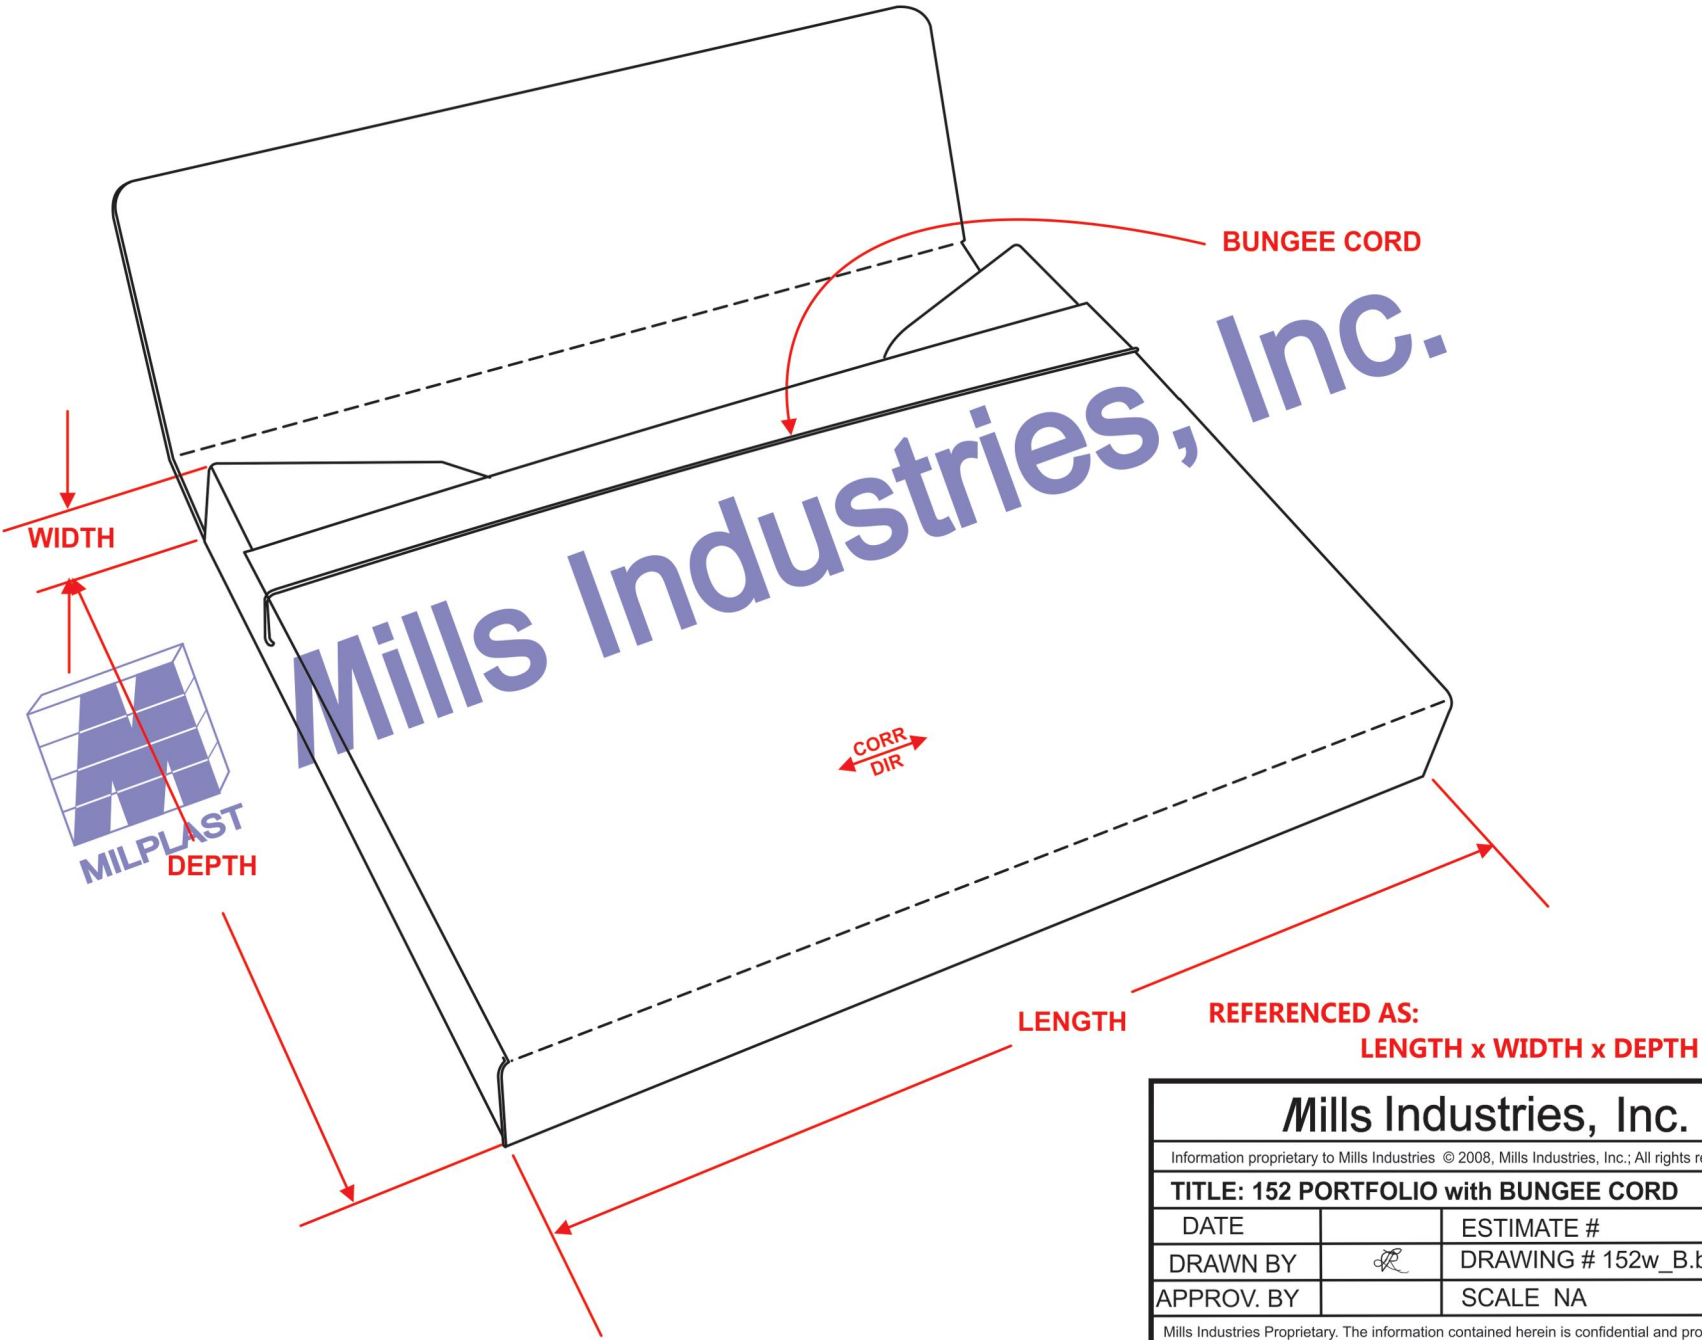 BUNGEE CORD
Mills Industries, Inc.
WIDTH
CORR
DIR
MILPLAST
DEPTH
LENGTH
REFERENCED AS:
LENGTH x WIDTH x DEPTH
Mills Industries, Inc.
Information proprietary to Mills Industries © 2008, Mills Industries, Inc.; All rights
TITLE: 152 PORTFOLIO with BUNGEE CORD
DATE ESTIMATE #
DRAWN BY DRAWING # 152w_B.
APPROV. BY SCALE NA
Mills Industries Proprietary. The information contained herein is confidential and